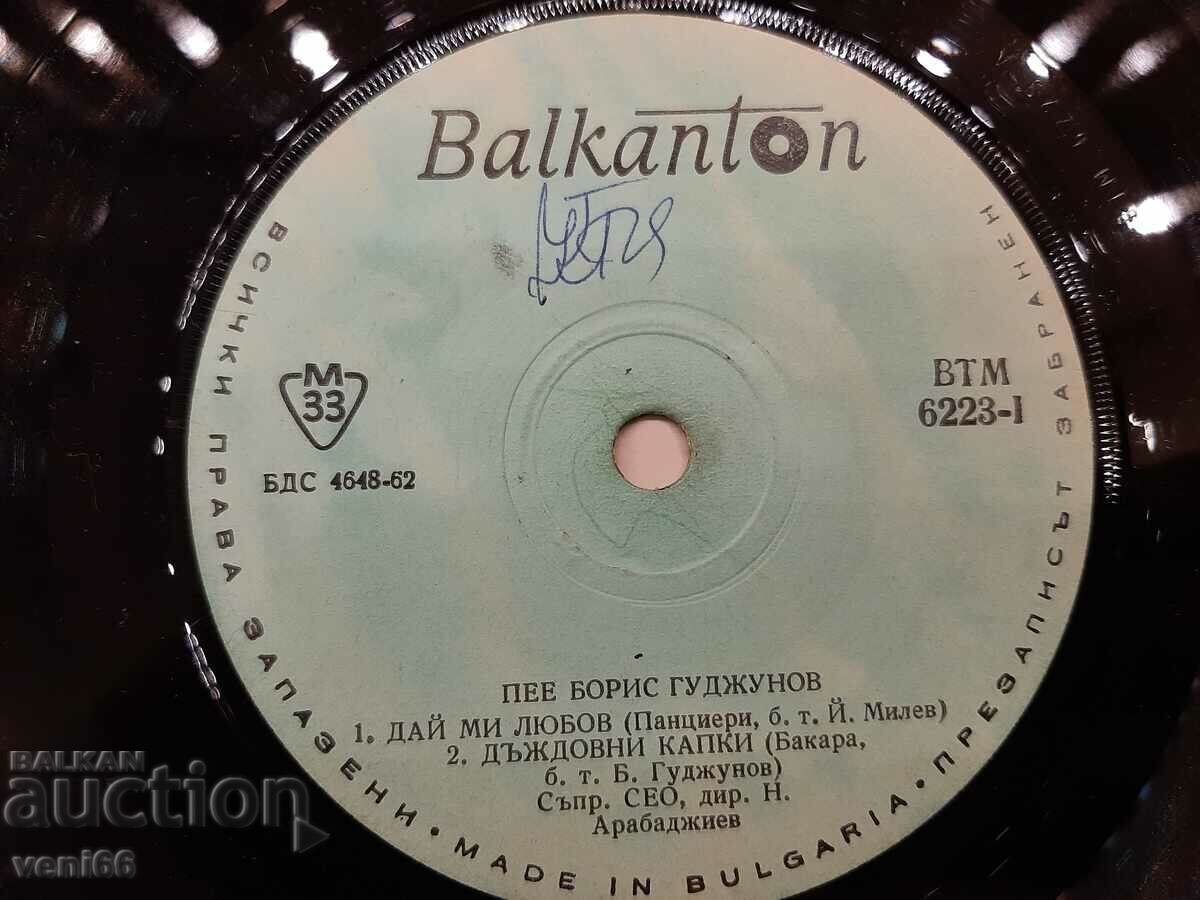 Balkanton
М
33
БДС 4648-62
ВТМ
6223-I
ПЕЕ БОРИС ГУДЖУНОВ
1. ДАЙ МИ ЛЮБОВ (Панциери, б. т. Й. Милев)
2. ДЪЖДОВНИ КАПКИ (Бакара,
б. т. Б. Гуджунов)
Съпр. СЕО, дир. Н.
Арабаджиев
ВСИЧКИ ПРАВА ЗАПАЗЕНИ • MADE IN BULGARIA • ПРЕЗАПИСЪТ ЗАБРАНЕН
BALKAN
auction
veni66